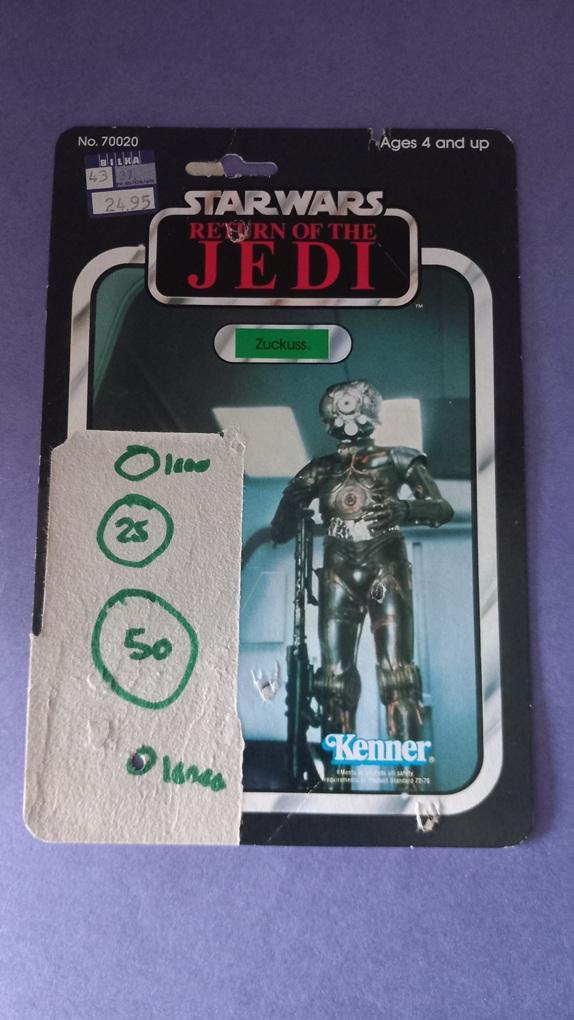 No. 70020
Ages 4 and up
BILKA
43
24.95
STAR WARS
RETURN OF THE
JEDI
TM
Zuckuss
25
50
Kenner®